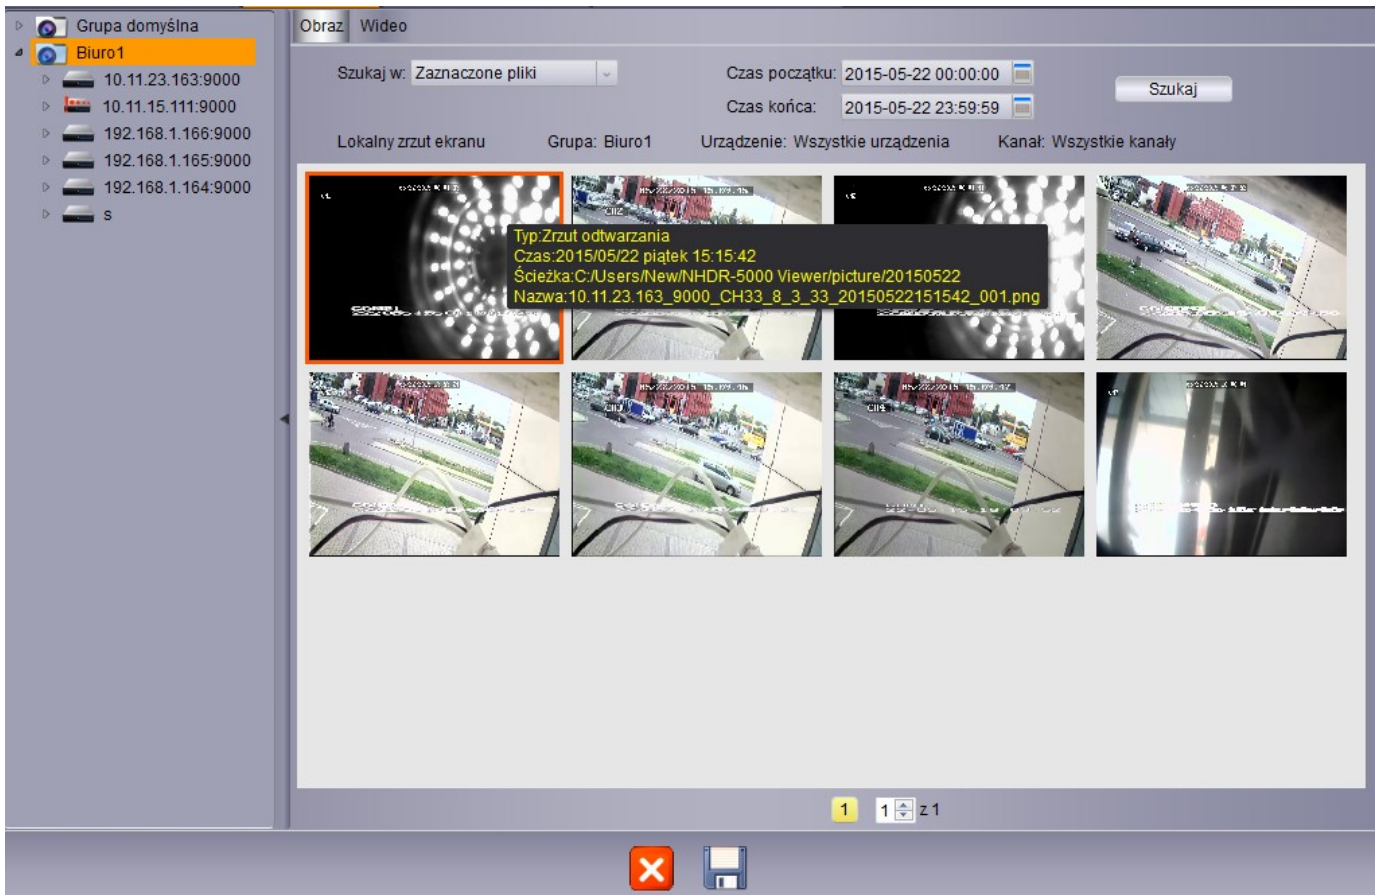 Grupa domyślna
Biuro1
10.11.23.163:9000
10.11.15.111:9000
192.168.1.166:9000
192.168.1.165:9000
192.168.1.164:9000
s
Obraz Wideo
Szukaj w: Zaznaczone pliki
Czas początku: 2015-05-22 00:00:00
Szukaj
Czas końca: 2015-05-22 23:59:59
Lokalny zrzut ekranu Grupa: Biuro1 Urządzenie: Wszystkie urządzenia Kanał: Wszystkie kanały
Typ:Zrzut odtwarzania
Czas:2015/05/22 piątek 15:15:42
Ścieżka:C:/Users/New/NHDR-5000 Viewer/picture/20150522
Nazwa:10.11.23.163_9000_CH33_8_3_33_20150522151542_001.png
1 1 z 1